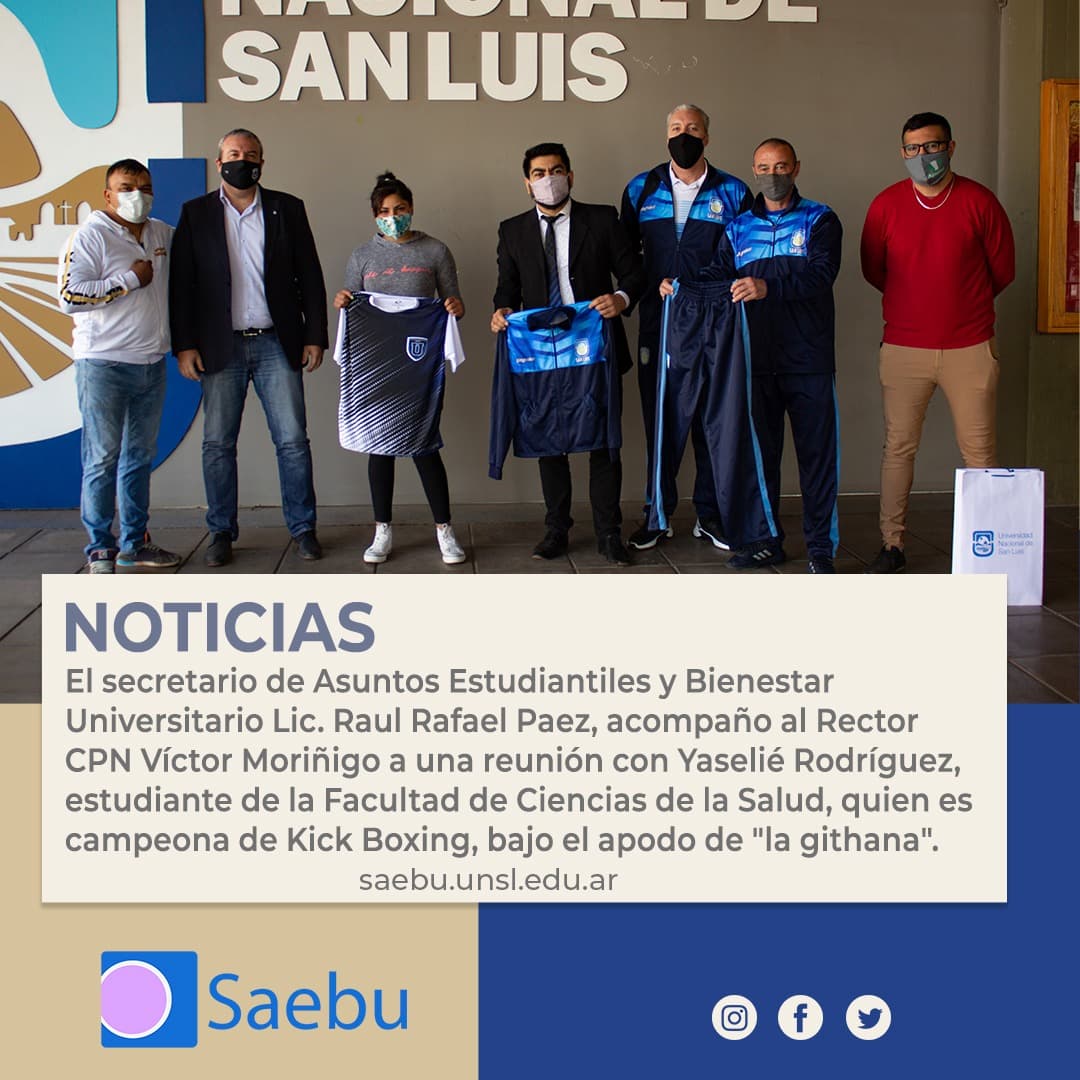 NACIONAL DE
SAN LUIS
Universidad
Nacional de
San Luis
NOTICIAS
El secretario de Asuntos Estudiantiles y Bienestar
Universitario Lic. Raul Rafael Paez, acompaño al Rector
CPN Víctor Moriñigo a una reunión con Yaselié Rodríguez,
estudiante de la Facultad de Ciencias de la Salud, quien es
campeona de Kick Boxing, bajo el apodo de "la githana".
saebu.unsl.edu.ar
Saebu